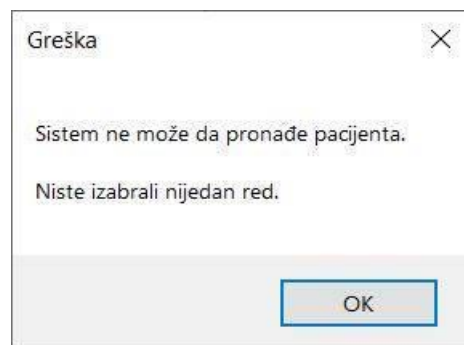 Greška
Sistem ne može da pronađe pacijenta.
Niste izabrali nijedan red.
OK